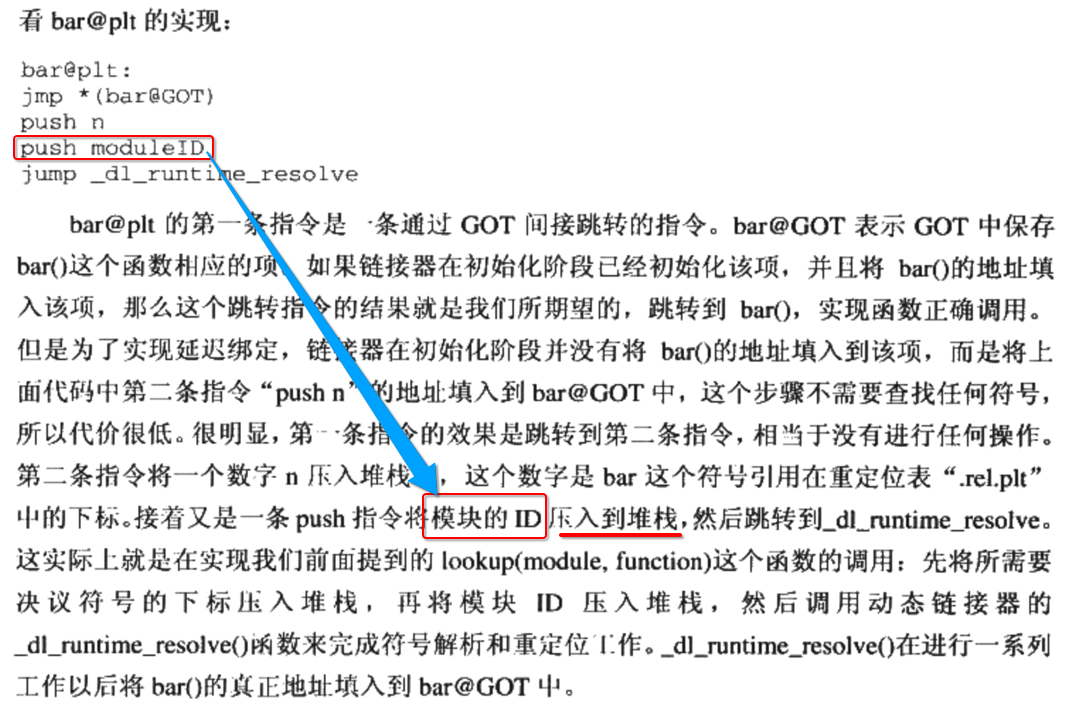 看 bar@plt 的实现：
bar@plt:
jmp *(bar@GOT)
push n
push moduleID
jump _dl_runtime_resolve
bar@plt 的第一条指令是一条通过 GOT 间接跳转的指令。bar@GOT 表示 GOT 中保存
bar()这个函数相应的项。如果链接器在初始化阶段已经初始化该项，并且将 bar()的地址填
入该项，那么这个跳转指令的结果就是我们所期望的，跳转到 bar()，实现函数正确调用。
但是为了实现延迟绑定，链接器在初始化阶段并没有将 bar()的地址填入到该项，而是将上
面代码中第二条指令“push n”的地址填入到 bar@GOT 中，这个步骤不需要查找任何符号，
所以代价很低。很明显，第一条指令的效果是跳转到第二条指令，相当于没有进行任何操作。
第二条指令将一个数字 n 压入堆栈，这个数字是 bar 这个符号引用在重定位表“.rel.plt”
中的下标。接着又是一条 push 指令将模块的 ID 压入到堆栈，然后跳转到_dl_runtime_resolve。
这实际上就是在实现我们前面提到的 lookup(module, function)这个函数的调用：先将所需要
决议符号的下标压入堆栈，再将模块 ID 压入堆栈，然后调用动态链接器的
_dl_runtime_resolve()函数来完成符号解析和重定位工作。_dl_runtime_resolve()在进行一系列
工作以后将 bar()的真正地址填入到 bar@GOT 中。